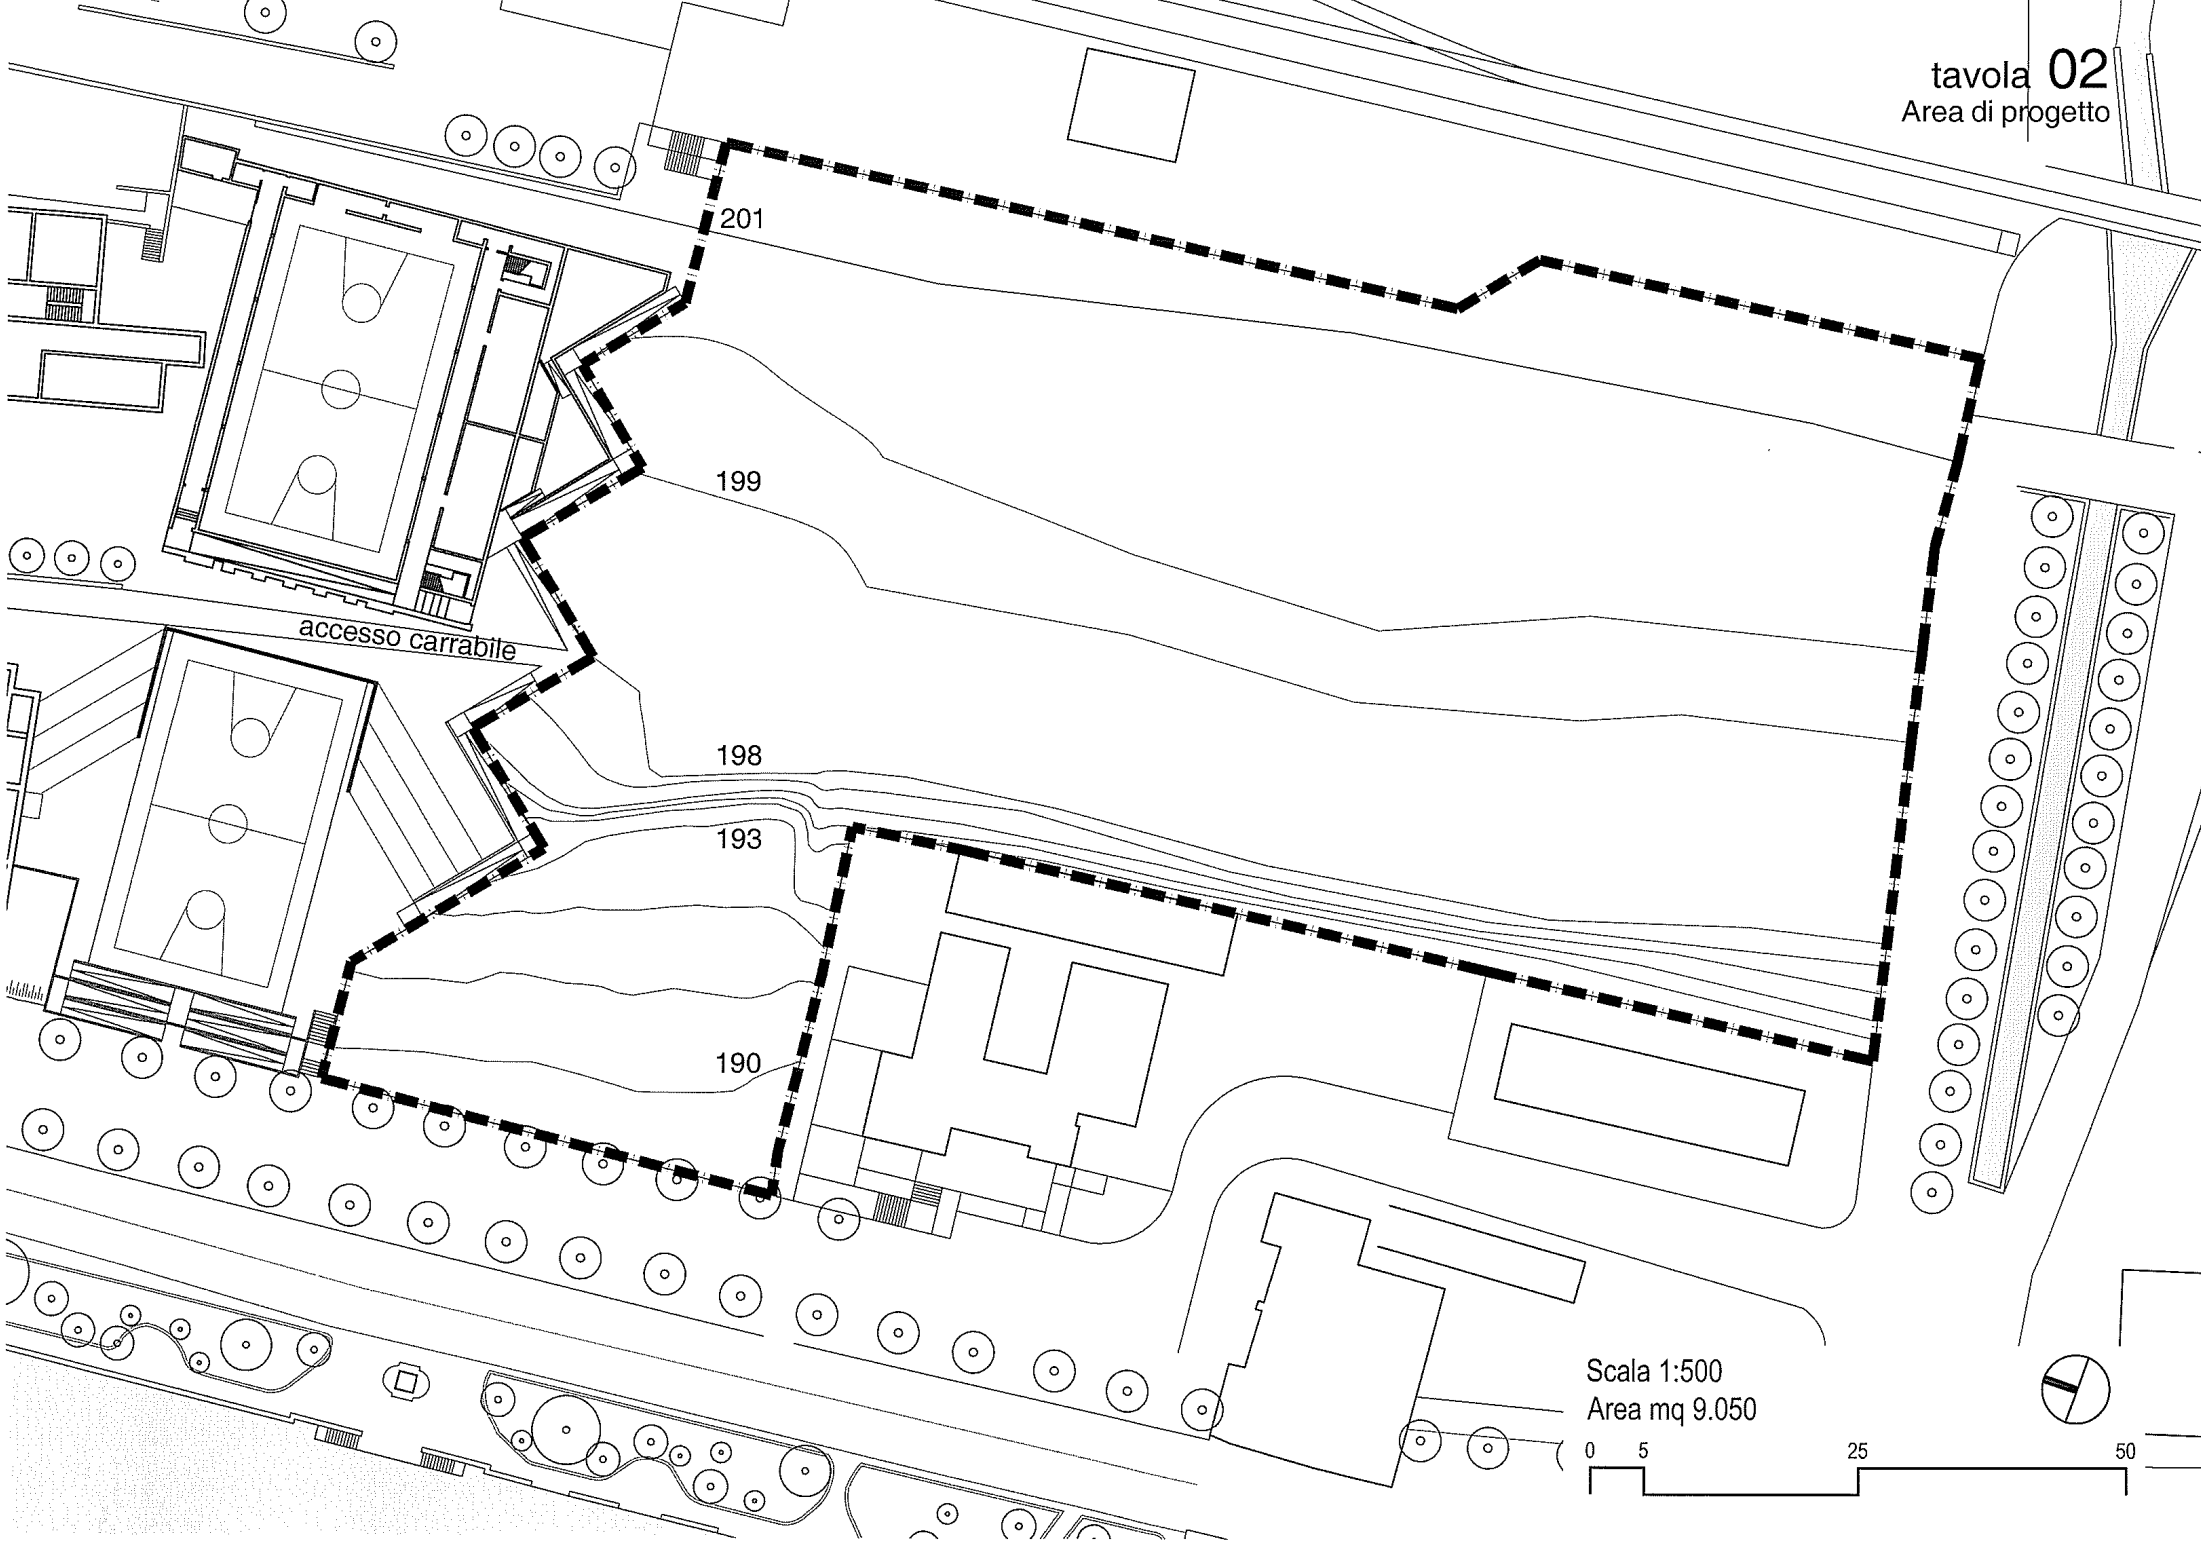 tavola 02
Area di progetto
201
199
accesso carrabile
198
193
190
Scala 1:500
Area mq 9.050
0 5 25 50